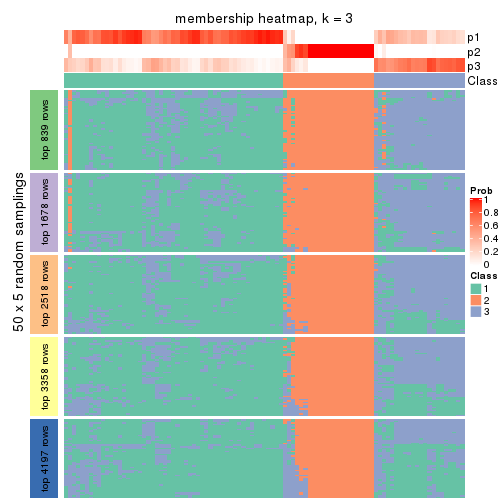 membership heatmap, k = 3
p1
p2
p3
Class
50 x 5 random samplings
top 839 rows
top 1678 rows
top 2518 rows
top 3358 rows
top 4197 rows
Prob
1
0.8
0.6
0.4
0.2
0
Class
1
2
3